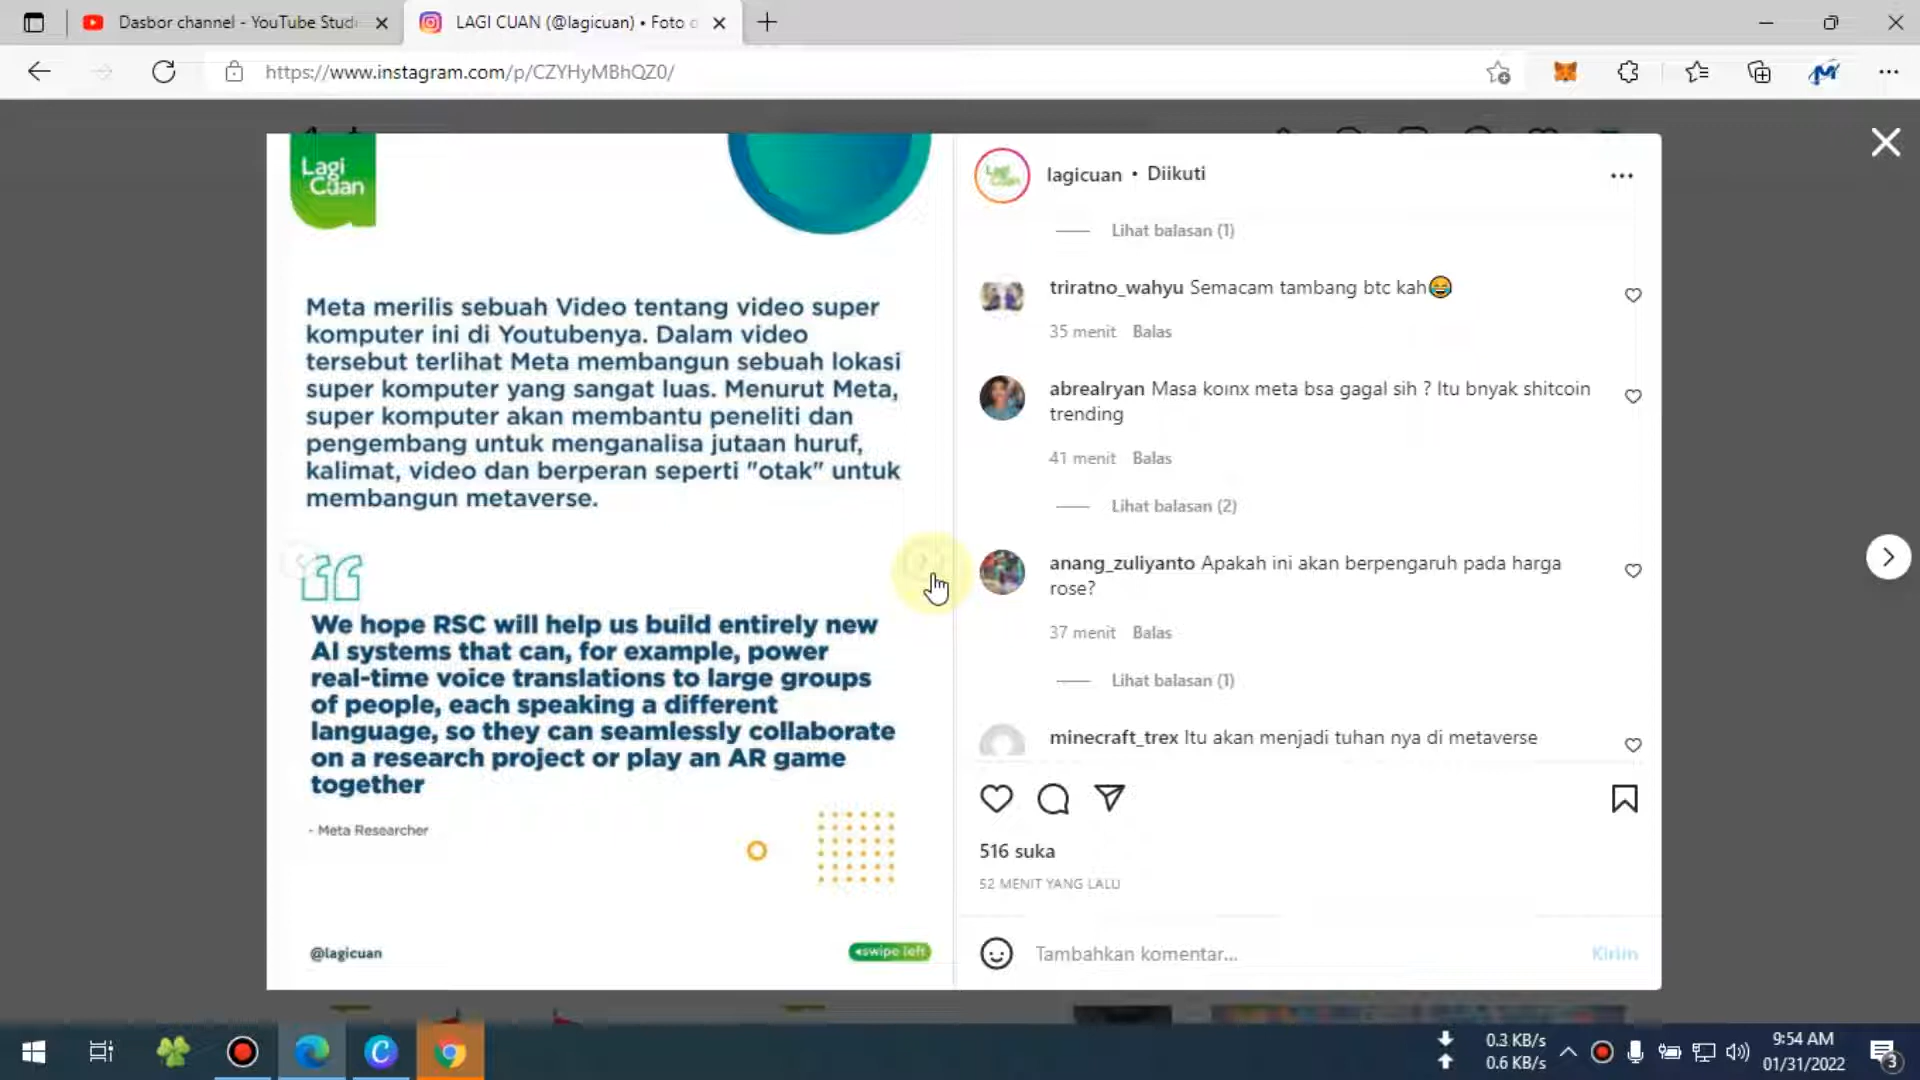 Dasbor channel - YouTube Stud
LAGI CUAN (@lagicuan) • Foto d
https://www.instagram.com/p/CZYHyMBhQZ0/
Lagi
Cuan
Meta merilis sebuah Video tentang video super
komputer ini di Youtubenya. Dalam video
tersebut terlihat Meta membangun sebuah lokasi
super komputer yang sangat luas. Menurut Meta,
super komputer akan membantu peneliti dan
pengembang untuk menganalisa jutaan huruf,
kalimat, video dan berperan seperti "otak" untuk
membangun metaverse.
We hope RSC will help us build entirely new
AI systems that can, for example, power
real-time voice translations to large groups
of people, each speaking a different
language, so they can seamlessly collaborate
on a research project or play an AR game
together
- Meta Researcher
@lagicuan
swipe left
lagicuan • Diikuti
Lihat balasan (1)
triratno_wahyu Semacam tambang btc kah😂
35 menit Balas
abrealryan Masa koınx meta bsa gagal sih ? Itu bnyak shitcoin
trending
41 menit Balas
Lihat balasan (2)
anang_zuliyanto Apakah ini akan berpengaruh pada harga
rose?
37 menit Balas
Lihat balasan (1)
minecraft_trex Itu akan menjadi tuhan nya di metaverse
516 suka
52 MENIT YANG LALU
Tambahkan komentar...
Kirim
0.3 KB/s
0.6 KB/s
9:54 AM
01/31/2022
3